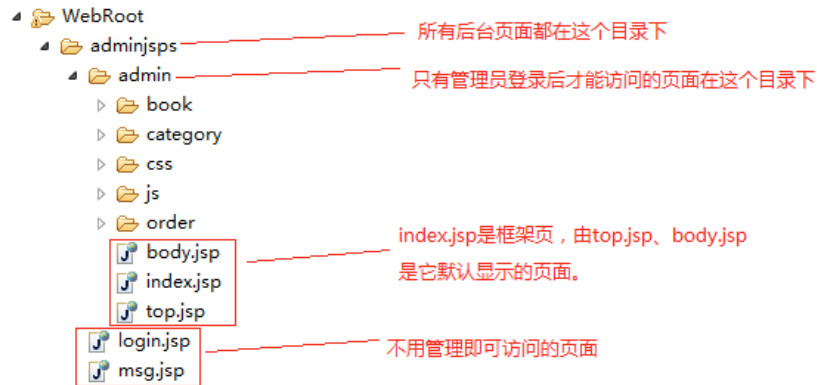 WebRoot
adminjsps
所有后台页面都在这个目录下
admin
只有管理员登录后才能访问的页面在这个目录下
book
category
css
js
order
body.jsp
index.jsp
top.jsp
index.jsp是框架页，由top.jsp、body.jsp
是它默认显示的页面。
login.jsp
msg.jsp
不用管理即可访问的页面